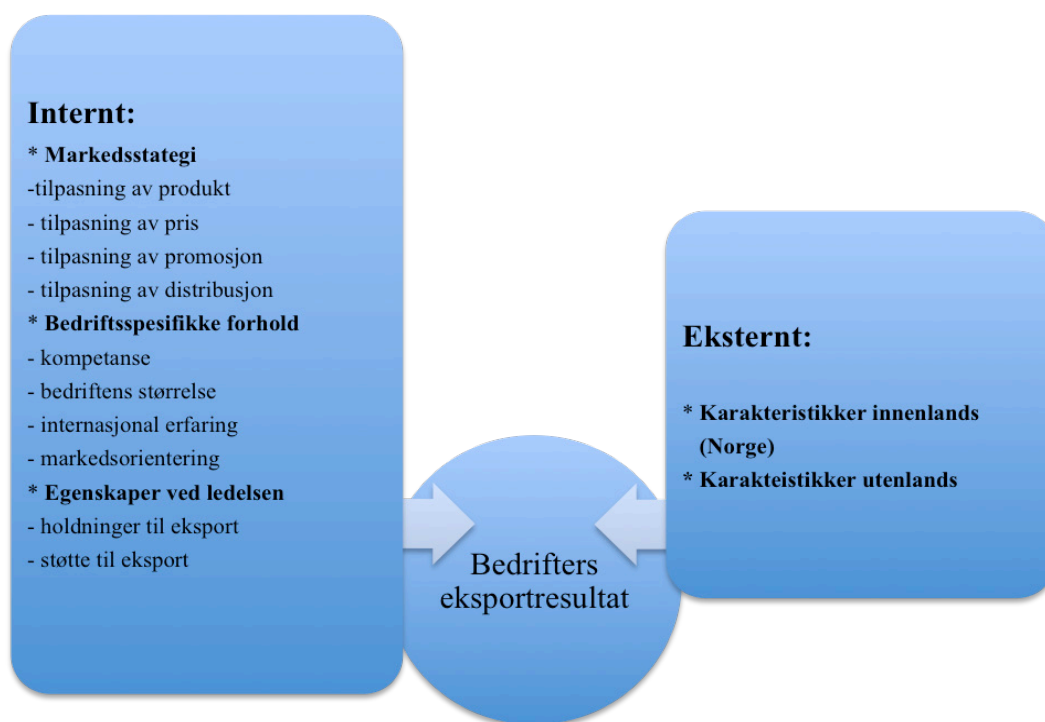 Internt:
* Markedsstategi
-tilpasning av produkt
- tilpasning av pris
- tilpasning av promosjon
- tilpasning av distribusjon
* Bedriftsspesifikke forhold
- kompetanse
- bedriftens størrelse
- internasjonal erfaring
- markedsorientering
* Egenskaper ved ledelsen
- holdninger til eksport
- støtte til eksport
Bedrifters
eksportresultat
Eksternt:
* Karakteristikker innenlands
(Norge)
* Karakteistikker utenlands